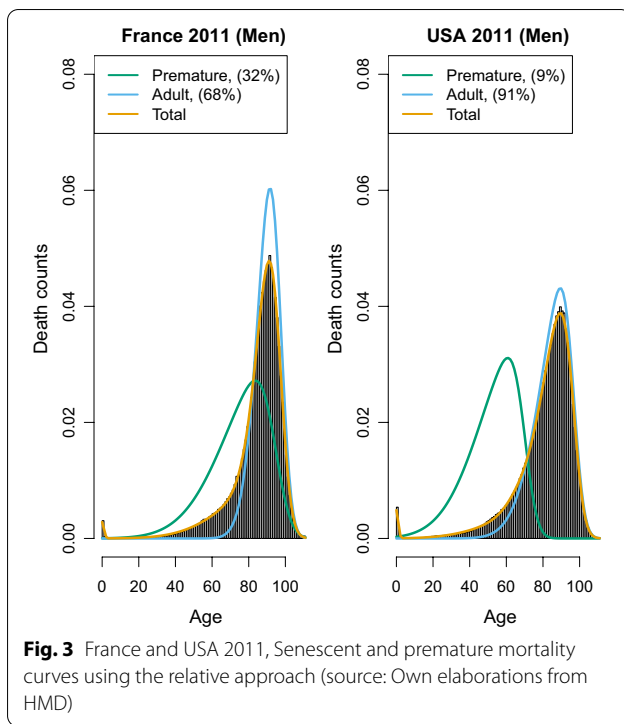 France 2011 (Men)
Premature, (32%)
Adult, (68%)
Total
0.08
0.06
0.04
0.02
0.00
Death counts
0 20 40 60 80 100
Age
USA 2011 (Men)
Premature, (9%)
Adult, (91%)
Total
0.08
0.06
0.04
0.02
0.00
Death counts
0 20 40 60 80 100
Age
Fig. 3 France and USA 2011, Senescent and premature mortality
curves using the relative approach (source: Own elaborations from
HMD)